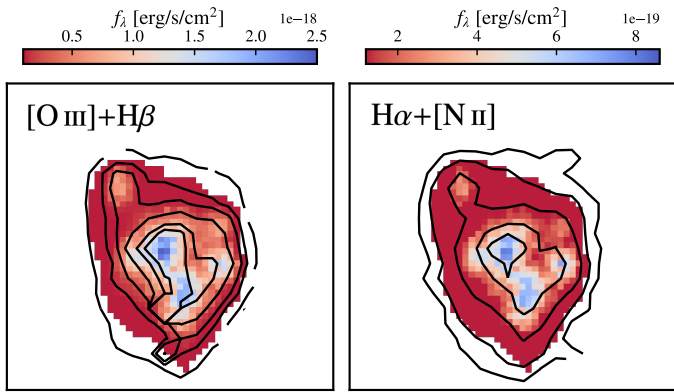 f_λ [erg/s/cm²] 1e−18
0.5 1.0 1.5 2.0 2.5
[O III]+Hβ
f_λ [erg/s/cm²] 1e−19
2 4 6 8
Hα+[N II]